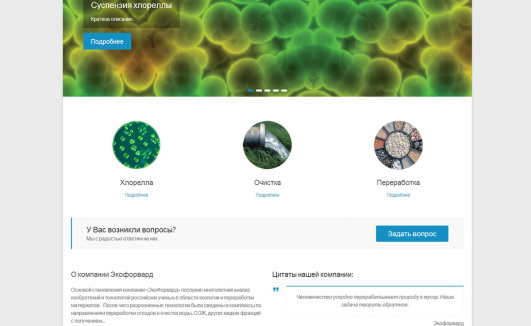 Суспензия хлореллы
Краткое описание.
Подробнее
Хлорелла
Очистка
Переработка
Подробнее
Подробнее
Подробнее
У Вас возникли вопросы?
Мы с радостью ответим на них.
Задать вопрос
О компании Экофорвард
Основой становления компании «ЭкоФорвард» послужил многолетний анализ
изобретений и технологий российских ученых в области экологии и переработки
материалов. После чего разрозненные технологии были сведены в комплексы по
направлениям переработки отходов и очистки воды, СОЖ, других жидких фракций
с получением...
Цитаты нашей компании:
Человечество усердно перерабатывает природу в мусор. Наша
задача творить обратное.
Экофорвард